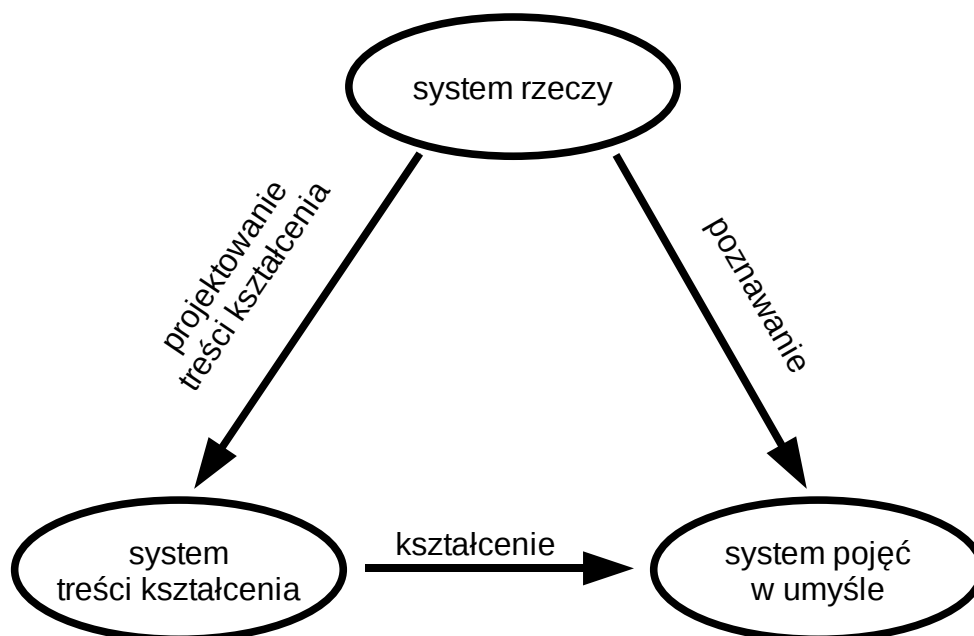 system rzeczy
projektowanie
treści kształcenia
poznawanie
kształcenie
system
treści kształcenia
system pojęć
w umyśle